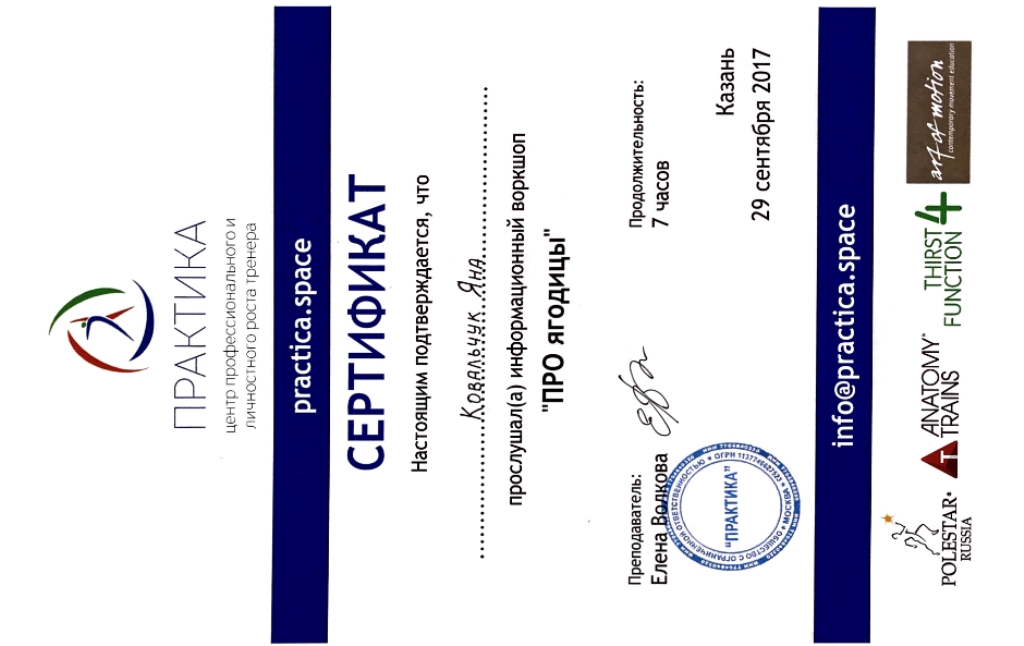 ПРАКТИКА
центр профессионального и
личностного роста тренера
practica.space
СЕРТИФИКАТ
Настоящим подтверждается, что
Ковальчук Яна
прослушал(а) информационный воркшоп
"ПРО ягодицы"
Преподаватель:
Елена Волкова
Продолжительность:
7 часов
ОБЩЕСТВО С ОГРАНИЧЕННОЙ ОТВЕТСТВЕННОСТЬЮ
"ПРАКТИКА"
МОСКВА
Казань
29 сентября 2017
info@practica.space
POLESTAR
RUSSIA
ANATOMY
TRAINS
THIRST
FUNCTION 4
art of motion
contemporary movement education